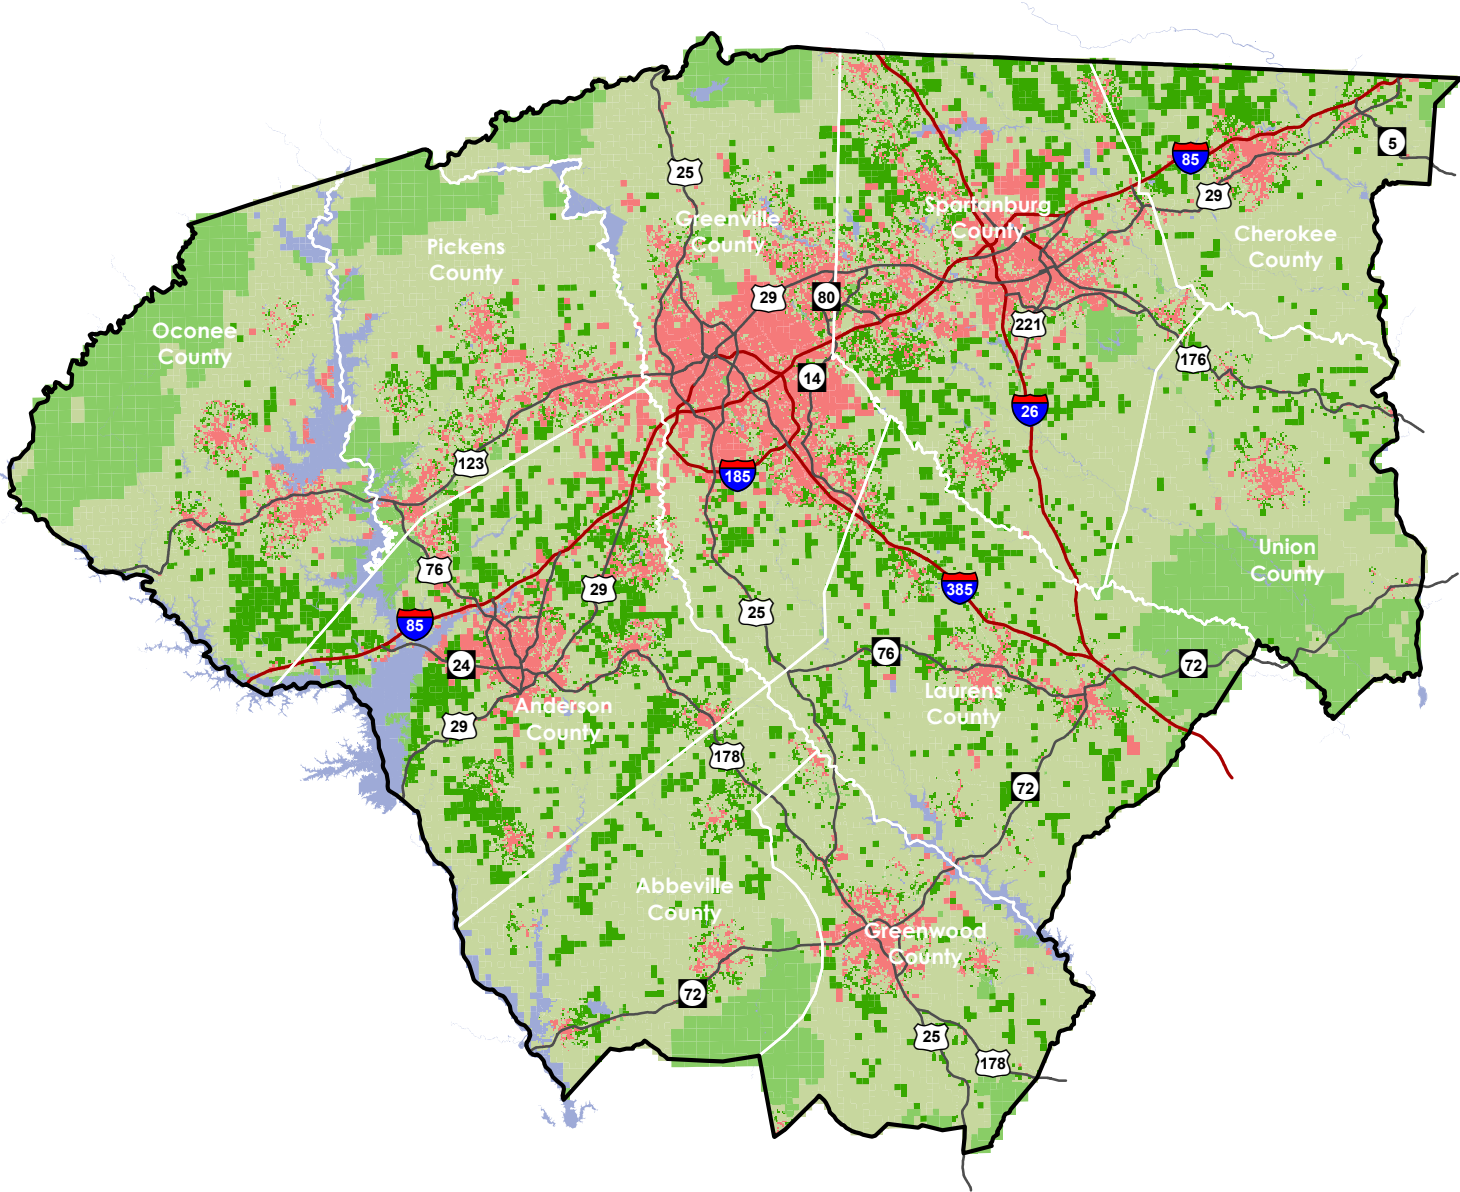 5
85
25
29
Spartanburg
County
Greenville
County
Cherokee
County
Pickens
County
29
80
221
Oconee
County
176
14
26
123
185
Union
County
76
29
385
25
85
76
24
72
Laurens
County
Anderson
County
29
178
72
Abbeville
County
Greenwood
County
72
25
178